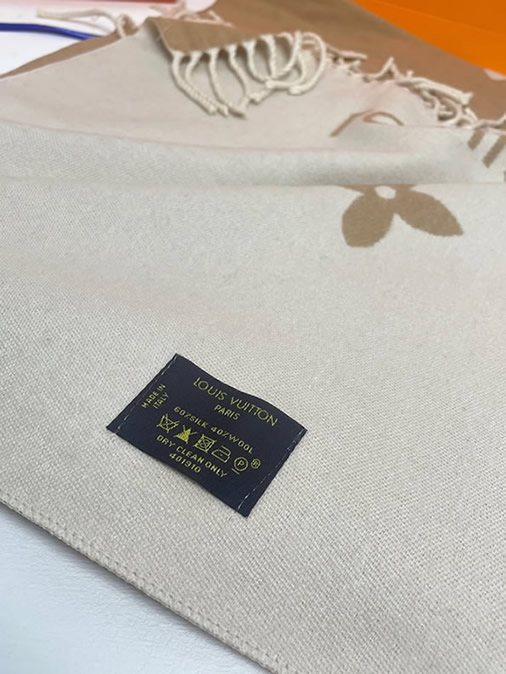 MADE IN
ITALY
LOUIS VUITTON
PARIS
60%SILK 40%WOOL
P ®
DRY CLEAN ONLY
401910